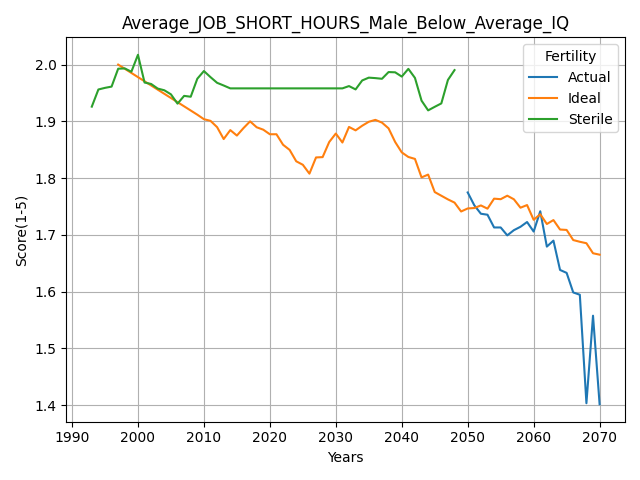 Average_JOB_SHORT_HOURS_Male_Below_Average_IQ
Fertility
Actual
Ideal
Sterile
Score(1-5)
2.0
1.9
1.8
1.7
1.6
1.5
1.4
1990 2000 2010 2020 2030 2040 2050 2060 2070
Years